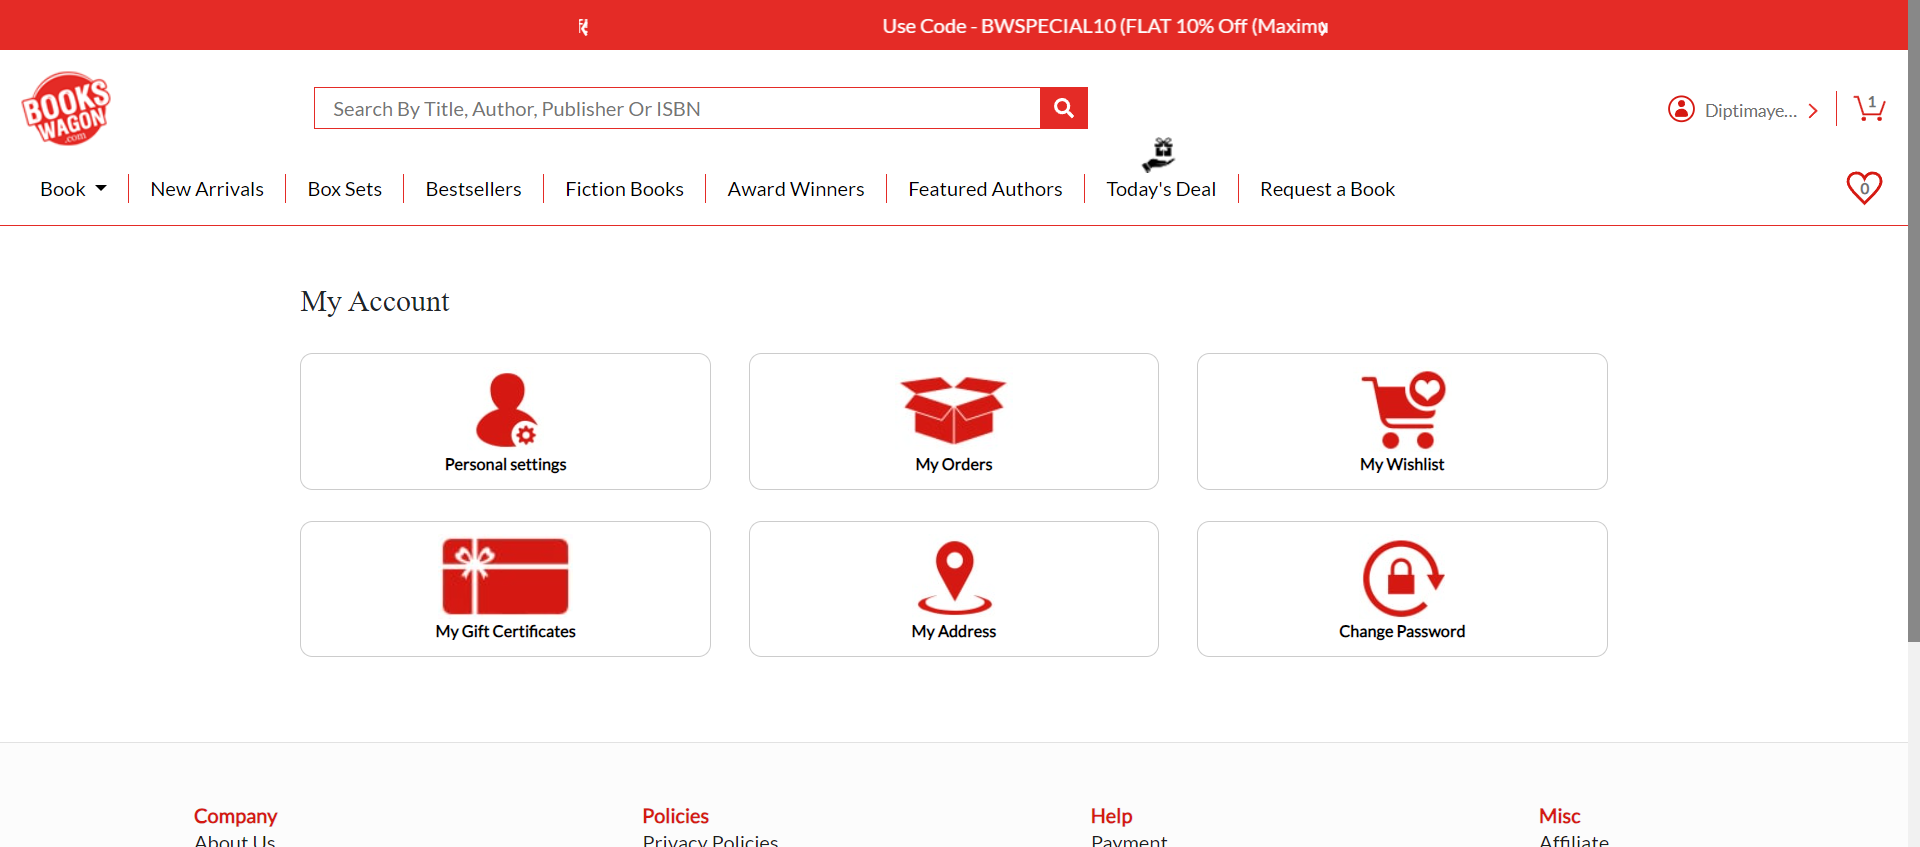 Use Code - BWSPECIAL10 (FLAT 10% Off (Maximu
BOOKS
WAGON
.com
Search By Title, Author, Publisher Or ISBN
Diptimaye...
1
Book
New Arrivals
Box Sets
Bestsellers
Fiction Books
Award Winners
Featured Authors
Today's Deal
Request a Book
0
My Account
Personal settings
My Orders
My Wishlist
My Gift Certificates
My Address
Change Password
Company
Policies
Help
Misc
About Us
Privacy Policies
Payment
Affiliate